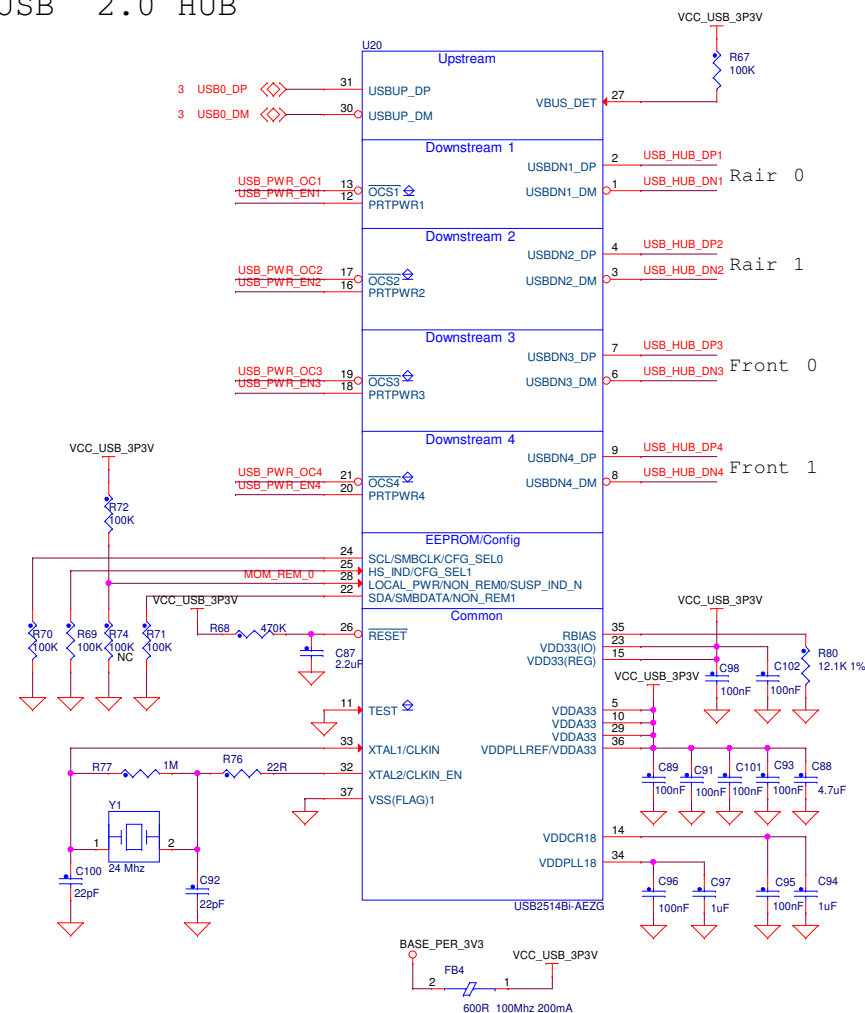 USB 2.0 HUB
VCC_USB_3P3V
U20
Upstream
R67
100K
3 USB0_DP
31
USBUP_DP
VBUS_DET
27
3 USB0_DM
30
USBUP_DM
Downstream 1
USBDN1_DP
2
USB_HUB_DP1
Rair 0
USB_PWR_OC1
13
OCS1
USBDN1_DM
1
USB_HUB_DN1
USB_PWR_EN1
12
PRTPWR1
Downstream 2
USBDN2_DP
4
USB_HUB_DP2
Rair 1
USB_PWR_OC2
17
OCS2
USBDN2_DM
3
USB_HUB_DN2
USB_PWR_EN2
16
PRTPWR2
Downstream 3
USBDN3_DP
7
USB_HUB_DP3
Front 0
USB_PWR_OC3
19
OCS3
USBDN3_DM
6
USB_HUB_DN3
USB_PWR_EN3
18
PRTPWR3
Downstream 4
USBDN4_DP
9
USB_HUB_DP4
Front 1
USB_PWR_OC4
21
OCS4
USBDN4_DM
8
USB_HUB_DN4
USB_PWR_EN4
20
PRTPWR4
VCC_USB_3P3V
R72
100K
EEPROM/Config
24
SCL/SMBCLK/CFG_SEL0
25
HS_IND/CFG_SEL1
MOM_REM_0
28
LOCAL_PWR/NON_REM0/SUSP_IND_N
22
SDA/SMBDATA/NON_REM1
R70
100K
R69
100K
R74
100K
NC
R71
100K
VCC_USB_3P3V
R68
470K
26
RESET
C87
2.2uF
Common
RBIAS
35
VDD33(IO)
23
VDD33(REG)
15
VCC_USB_3P3V
R80
12.1K 1%
C98
100nF
C102
100nF
VCC_USB_3P3V
11
TEST
VDDA33
5
VDDA33
10
VDDA33
29
VDDPLLREF/VDDA33
36
33
XTAL1/CLKIN
R77
1M
R76
22R
32
XTAL2/CLKIN_EN
37
VSS(FLAG)1
C89
100nF
C91
100nF
C101
100nF
C93
100nF
C88
4.7uF
Y1
1
2
24 Mhz
C100
22pF
C92
22pF
VDDCR18
14
VDDPLL18
34
C96
100nF
C97
1uF
C95
100nF
C94
1uF
USB2514Bi-AEZG
BASE_PER_3V3
VCC_USB_3P3V
2
FB4
1
600R 100Mhz 200mA